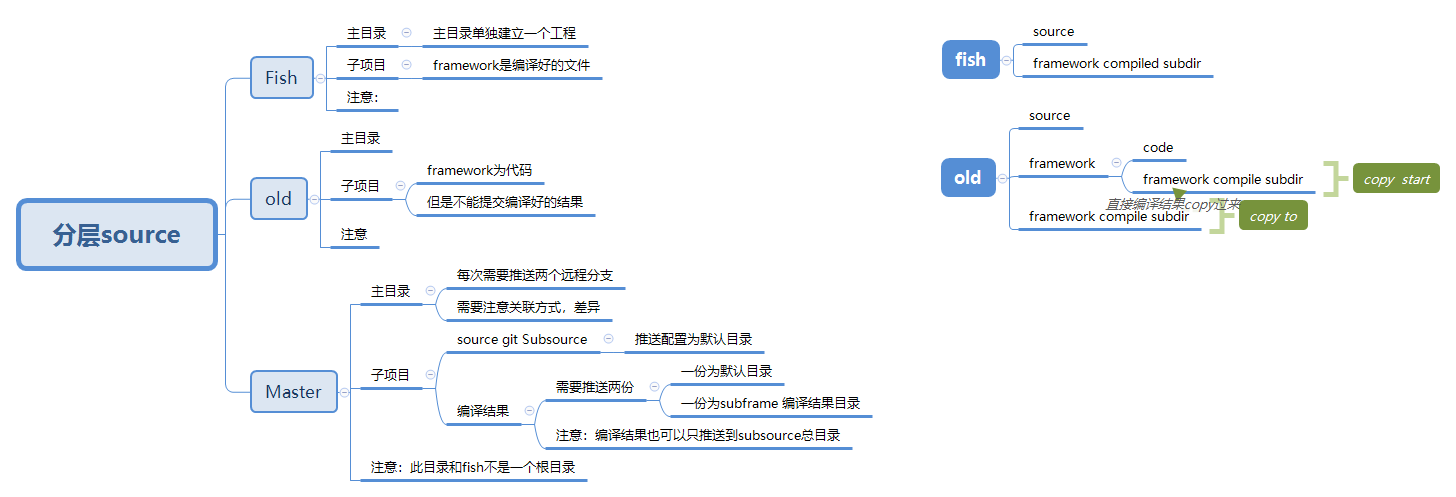 分层source
Fish
主目录
主目录单独建立一个工程
子项目
framework是编译好的文件
注意：
old
主目录
子项目
framework为代码
但是不能提交编译好的结果
注意
Master
主目录
每次需要推送两个远程分支
需要注意关联方式，差异
子项目
source git Subsource
推送配置为默认目录
编译结果
需要推送两份
一份为默认目录
一份为subframe 编译结果目录
注意：编译结果也可以只推送到subsource总目录
注意：此目录和fish不是一个根目录
fish
source
framework compiled subdir
old
source
framework
code
framework compile subdir
copy start
直接编译结果copy过来
framework compile subdir
copy to